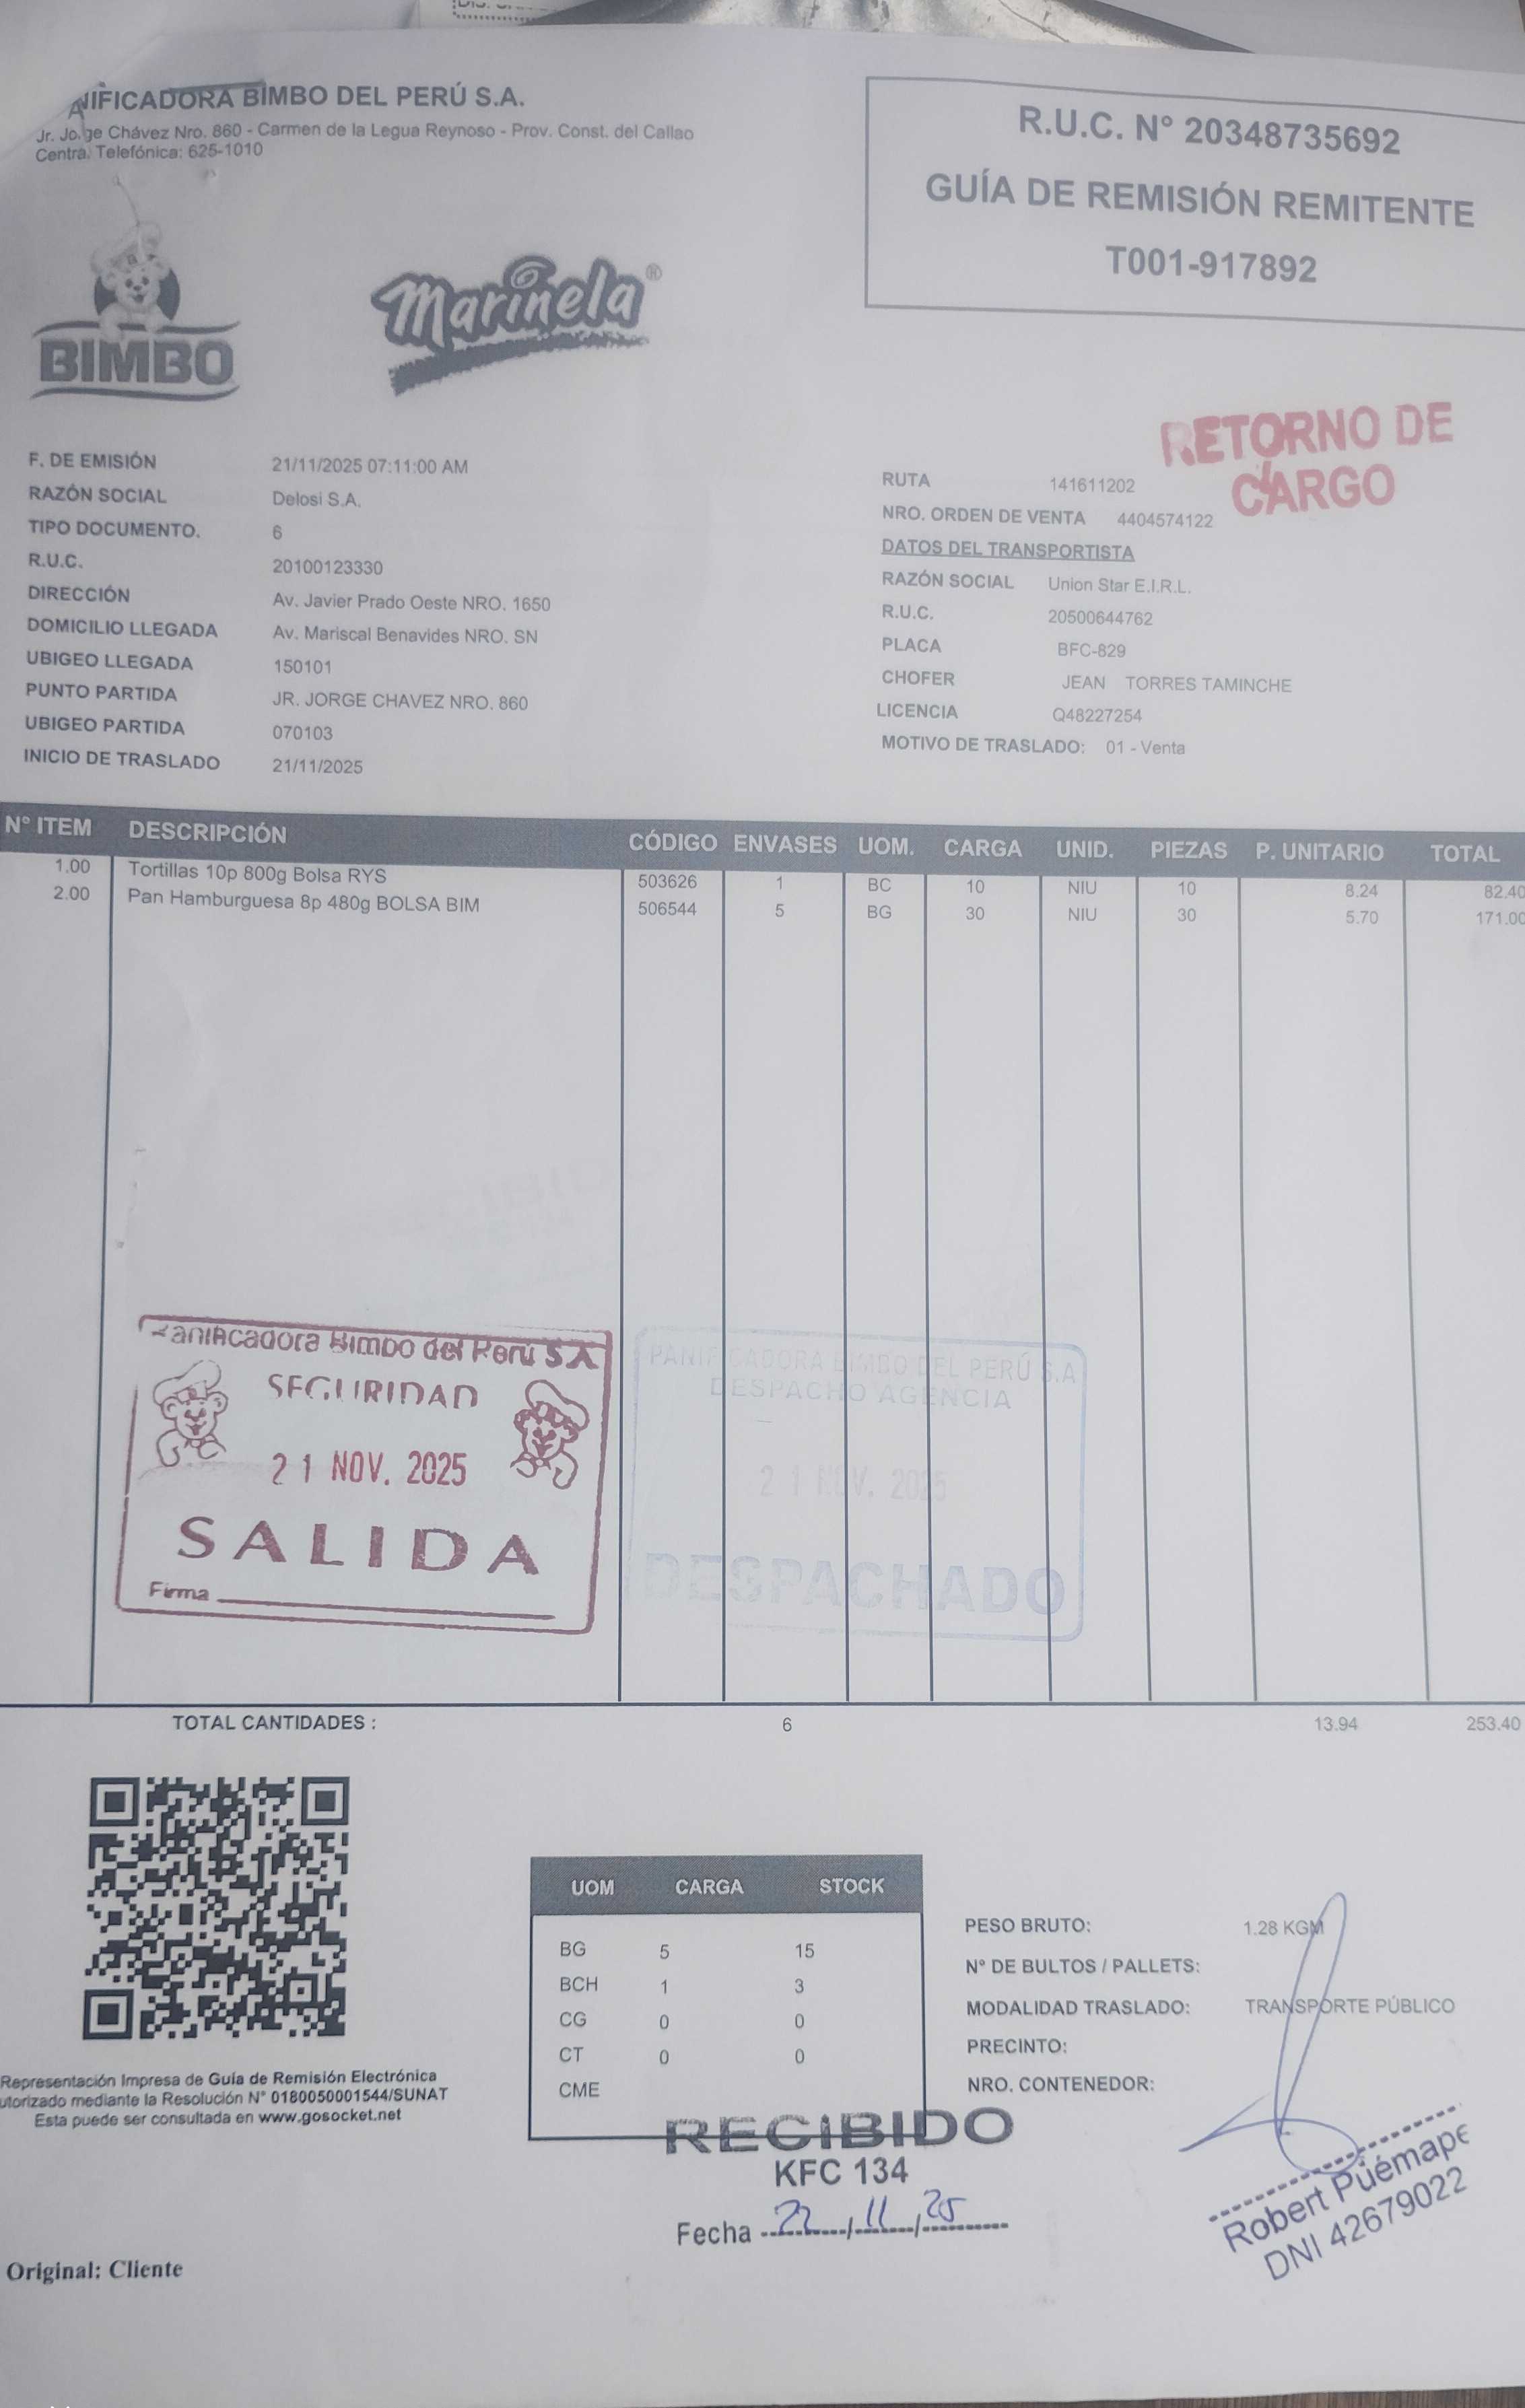 NIFICADORA BIMBO DEL PERÚ S.A.
Jr. Jorge Chávez Nro. 860 - Carmen de la Legua Reynoso - Prov. Const. del Callao
Central Telefónica: 625-1010
R.U.C. N° 20348735692
GUÍA DE REMISIÓN REMITENTE
T001-917892
BIMBO
Marinela®
RETORNO DE
CARGO
F. DE EMISIÓN 21/11/2025 07:11:00 AM
RAZÓN SOCIAL Delosi S.A.
TIPO DOCUMENTO. 6
R.U.C. 20100123330
DIRECCIÓN Av. Javier Prado Oeste NRO. 1650
DOMICILIO LLEGADA Av. Mariscal Benavides NRO. SN
UBIGEO LLEGADA 150101
PUNTO PARTIDA JR. JORGE CHAVEZ NRO. 860
UBIGEO PARTIDA 070103
INICIO DE TRASLADO 21/11/2025
RUTA 141611202
NRO. ORDEN DE VENTA 4404574122
DATOS DEL TRANSPORTISTA
RAZÓN SOCIAL Union Star E.I.R.L.
R.U.C. 20500644762
PLACA BFC-829
CHOFER JEAN TORRES TAMINCHE
LICENCIA Q48227254
MOTIVO DE TRASLADO: 01 - Venta
N° ITEM DESCRIPCIÓN CÓDIGO ENVASES UOM. CARGA UNID. PIEZAS P. UNITARIO TOTAL
1.00 Tortillas 10p 800g Bolsa RYS 503626 1 BC 10 NIU 10 8.24 82.40
2.00 Pan Hamburguesa 8p 480g BOLSA BIM 506544 5 BG 30 NIU 30 5.70 171.00
Panificadora Bimbo del Perú S.A
SEGURIDAD
21 NOV. 2025
SALIDA
Firma
PANIFICADORA BIMBO DEL PERÚ S.A
DESPACHO AGENCIA
21 NOV. 2025
DESPACHADO
TOTAL CANTIDADES : 6 13.94 253.40
UOM CARGA STOCK
BG 5 15
BCH 1 3
CG 0 0
CT 0 0
CME
PESO BRUTO: 1.28 KGM
N° DE BULTOS / PALLETS:
MODALIDAD TRASLADO: TRANSPORTE PÚBLICO
PRECINTO:
NRO. CONTENEDOR:
Representación Impresa de Guía de Remisión Electrónica
utorizado mediante la Resolución N° 0180050001544/SUNAT
Esta puede ser consultada en www.gosocket.net
RECIBIDO
KFC 134
Fecha 22/11/25
Robert Puémape
DNI 42679022
Original: Cliente